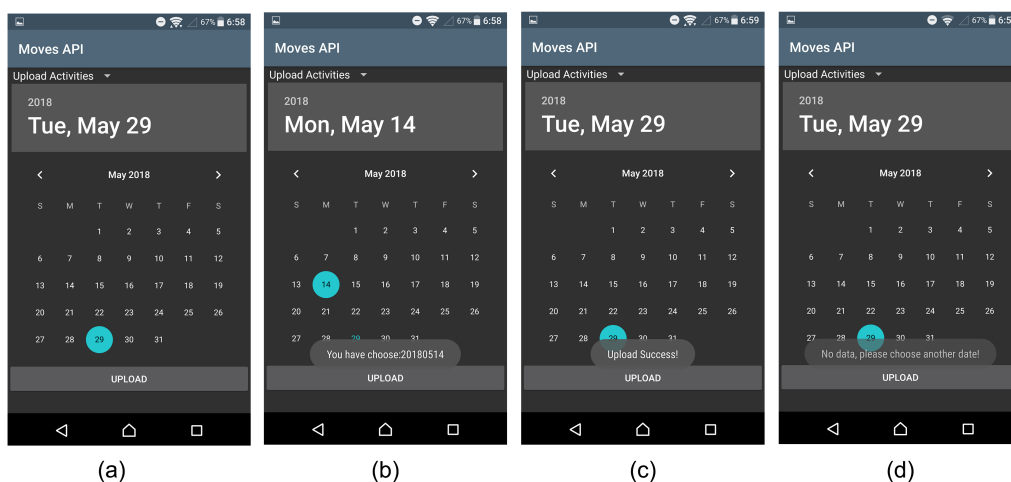 67% 6:58
Moves API
Upload Activities
2018
Tue, May 29
May 2018
S M T W T F S
1 2 3 4 5
6 7 8 9 10 11 12
13 14 15 16 17 18 19
20 21 22 23 24 25 26
27 28 29 30 31
UPLOAD
(a)
67% 6:58
Moves API
Upload Activities
2018
Mon, May 14
May 2018
S M T W T F S
1 2 3 4 5
6 7 8 9 10 11 12
13 14 15 16 17 18 19
20 21 22 23 24 25 26
27 28 29 30 31
You have choose:20180514
UPLOAD
(b)
67% 6:59
Moves API
Upload Activities
2018
Tue, May 29
May 2018
S M T W T F S
1 2 3 4 5
6 7 8 9 10 11 12
13 14 15 16 17 18 19
20 21 22 23 24 25 26
27 28 29 30 31
Upload Success!
UPLOAD
(c)
67%
Moves API
Upload Activities
2018
Tue, May 29
May 2018
S M T W T F S
1 2 3 4 5
6 7 8 9 10 11 12
13 14 15 16 17 18 19
20 21 22 23 24 25 26
27 28 29 30 31
No data, please choose another date!
UPLOAD
(d)